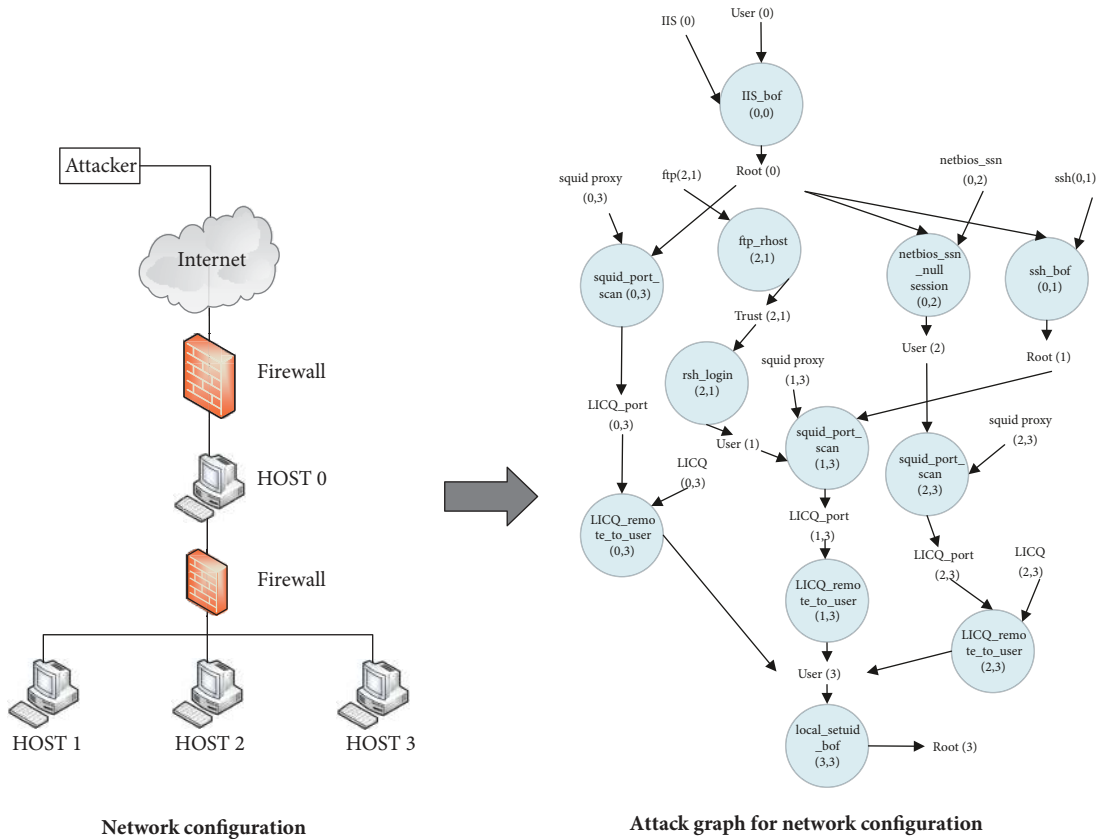 Attacker
Internet
Firewall
HOST 0
Firewall
HOST 1
HOST 2
HOST 3
Network configuration
IIS (0)
User (0)
IIS_bof
(0,0)
Root (0)
squid proxy
(0,3)
ftp(2,1)
netbios_ssn
(0,2)
ssh(0,1)
squid_port_
scan (0,3)
ftp_rhost
(2,1)
netbios_ssn
_null
session
(0,2)
ssh_bof
(0,1)
Trust (2,1)
User (2)
Root (1)
rsh_login
(2,1)
squid proxy
(1,3)
LICQ_port
(0,3)
User (1)
squid_port_
scan
(1,3)
squid proxy
(2,3)
squid_port_
scan
(2,3)
LICQ
(0,3)
LICQ_remo
te_to_user
(0,3)
LICQ_port
(1,3)
LICQ_port
(2,3)
LICQ
(2,3)
LICQ_remo
te_to_user
(1,3)
LICQ_remo
te_to_user
(2,3)
User (3)
local_setuid
_bof
(3,3)
Root (3)
Attack graph for network configuration